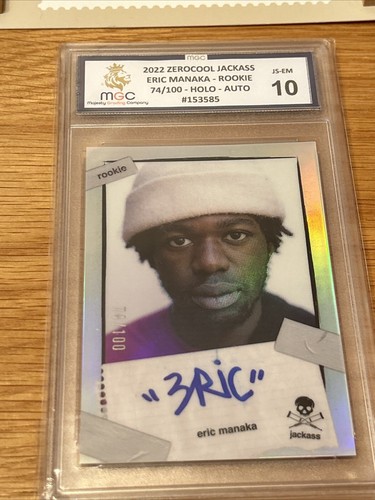 mgc
2022 ZEROCOOL JACKASS
ERIC MANAKA - ROOKIE
74/100 - HOLO - AUTO
#153585
JS-EM
10
MGC
Majesty Grading Company
rookie
74/100
"3RiC"
eric manaka
jackass